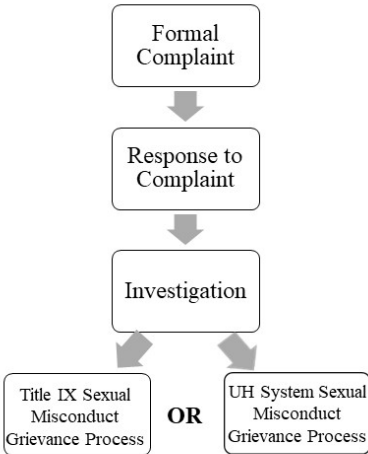 Formal
Complaint
Response to
Complaint
Investigation
Title IX Sexual
Misconduct
Grievance Process
OR
UH System Sexual
Misconduct
Grievance Process